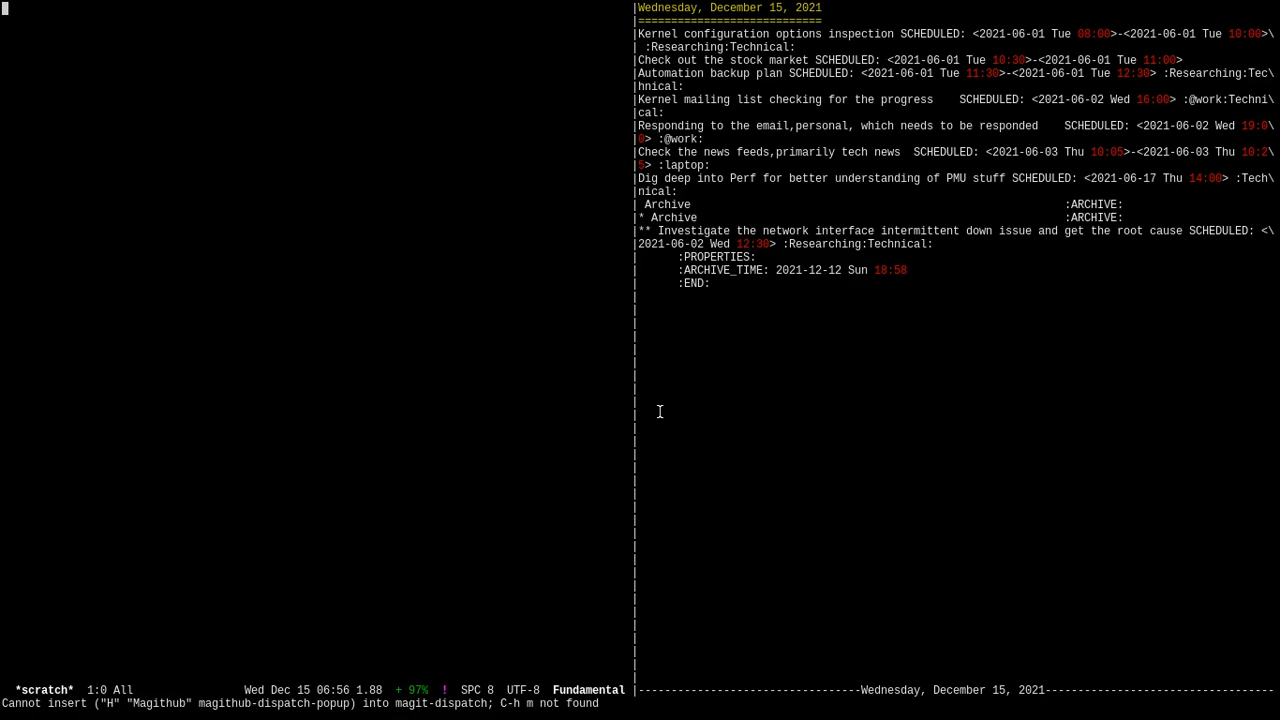 Wednesday, December 15, 2021
============================
Kernel configuration options inspection SCHEDULED: <2021-06-01 Tue 08:00>-<2021-06-01 Tue 10:00>\
 :Researching:Technical:
Check out the stock market SCHEDULED: <2021-06-01 Tue 10:30>-<2021-06-01 Tue 11:00>
Automation backup plan SCHEDULED: <2021-06-01 Tue 11:30>-<2021-06-01 Tue 12:30> :Researching:Tec\
hnical:
Kernel mailing list checking for the progress    SCHEDULED: <2021-06-02 Wed 16:00> :@work:Techni\
cal:
Responding to the email,personal, which needs to be responded    SCHEDULED: <2021-06-02 Wed 19:0\
0> :@work:
Check the news feeds,primarily tech news  SCHEDULED: <2021-06-03 Thu 10:05>-<2021-06-03 Thu 10:2\
5> :laptop:
Dig deep into Perf for better understanding of PMU stuff SCHEDULED: <2021-06-17 Thu 14:00> :Tech\
nical:
 Archive                                                         :ARCHIVE:
* Archive                                                        :ARCHIVE:
** Investigate the network interface intermittent down issue and get the root cause SCHEDULED: <\
2021-06-02 Wed 12:30> :Researching:Technical:
      :PROPERTIES:
      :ARCHIVE_TIME: 2021-12-12 Sun 18:58
      :END:
*scratch*  1:0 All                 Wed Dec 15 06:56 1.88  + 97%  !  SPC 8  UTF-8  Fundamental
----------------------------------Wednesday, December 15, 2021-----------------------------------
Cannot insert ("H" "Magithub" magithub-dispatch-popup) into magit-dispatch; C-h m not found